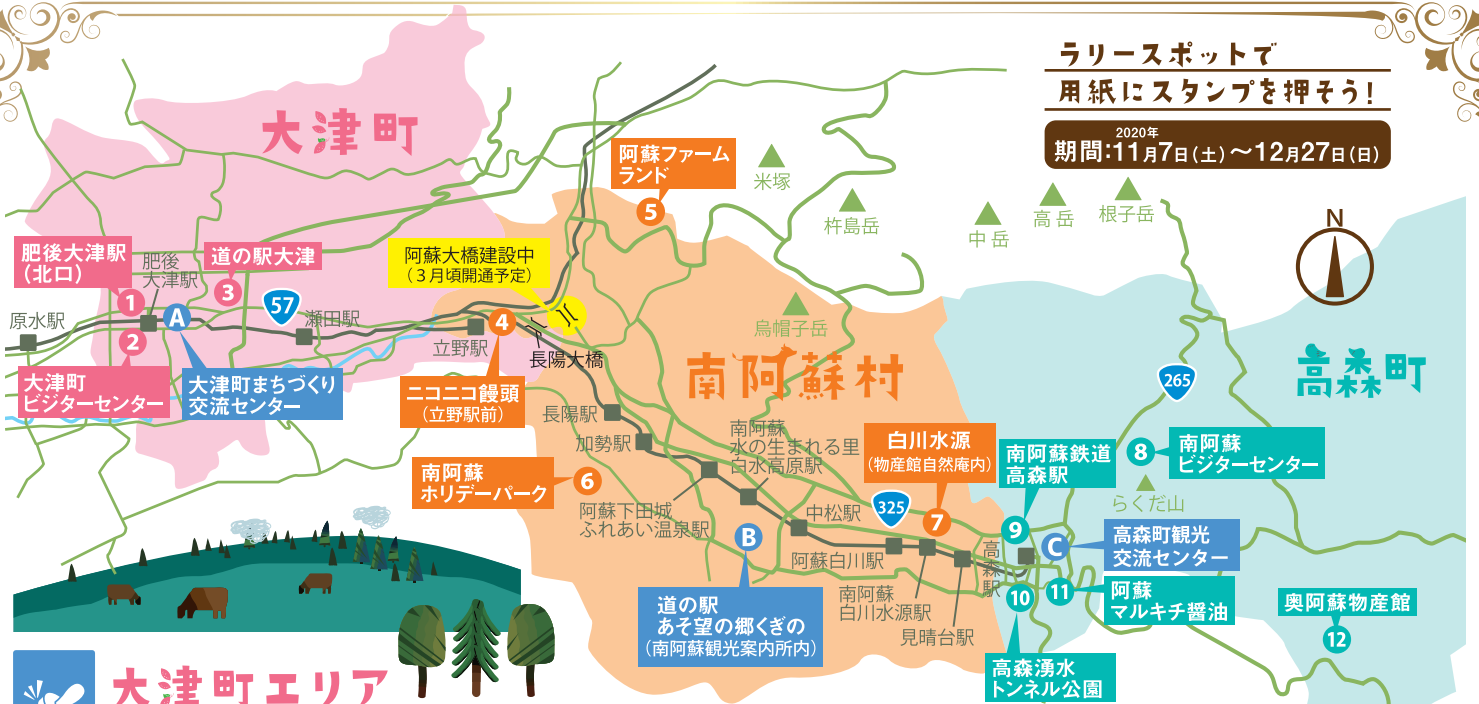 ラリースポットで
用紙にスタンプを押そう!
2020年
期間:11月7日(土)~12月27日(日)
大津町
阿蘇ファーム
ランド
5
米塚
杵島岳
中岳
高岳
根子岳
N
肥後大津駅
(北口)
1
肥後
大津駅
道の駅大津
3
57
阿蘇大橋建設中
(3月頃開通予定)
原水駅
A
瀬田駅
2
立野駅
4
長陽大橋
烏帽子岳
南阿蘇村
高森町
265
大津町
ビジターセンター
大津町まちづくり
交流センター
ニコニコ饅頭
(立野駅前)
長陽駅
加勢駅
南阿蘇
水の生まれる里
白水高原駅
白川水源
(物産館自然庵内)
南阿蘇鉄道
高森駅
8
南阿蘇
ビジターセンター
らくだ山
南阿蘇
ホリデーパーク
6
阿蘇下田城
ふれあい温泉駅
中松駅
325
7
9
高森駅
C
高森町観光
交流センター
B
阿蘇白川駅
南阿蘇
白川水源駅
見晴台駅
10
11
阿蘇
マルキチ醤油
奥阿蘇物産館
12
道の駅
あそ望の郷くぎの
(南阿蘇観光案内所内)
高森湧水
トンネル公園
大津町エリア